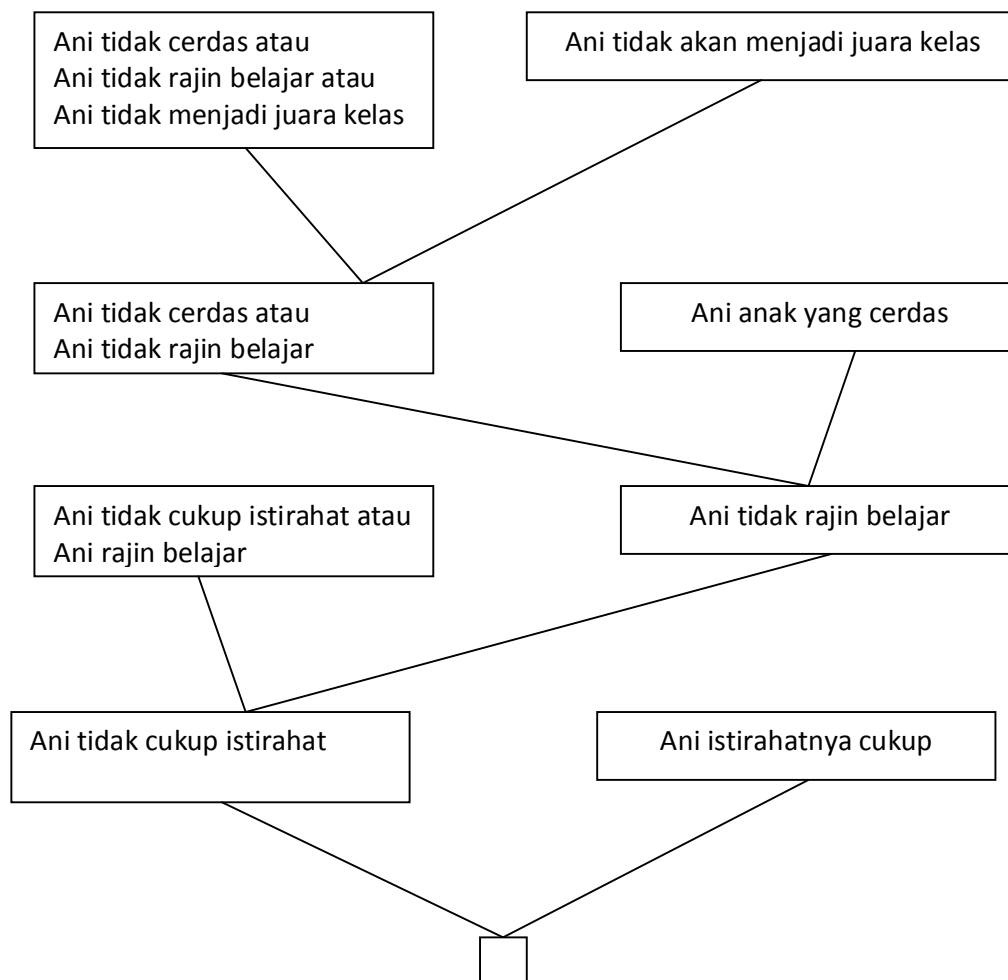 Ani tidak cerdas atau
Ani tidak rajin belajar atau
Ani tidak menjadi juara kelas
Ani tidak akan menjadi juara kelas
Ani tidak cerdas atau
Ani tidak rajin belajar
Ani anak yang cerdas
Ani tidak cukup istirahat atau
Ani rajin belajar
Ani tidak rajin belajar
Ani tidak cukup istirahat
Ani istirahatnya cukup